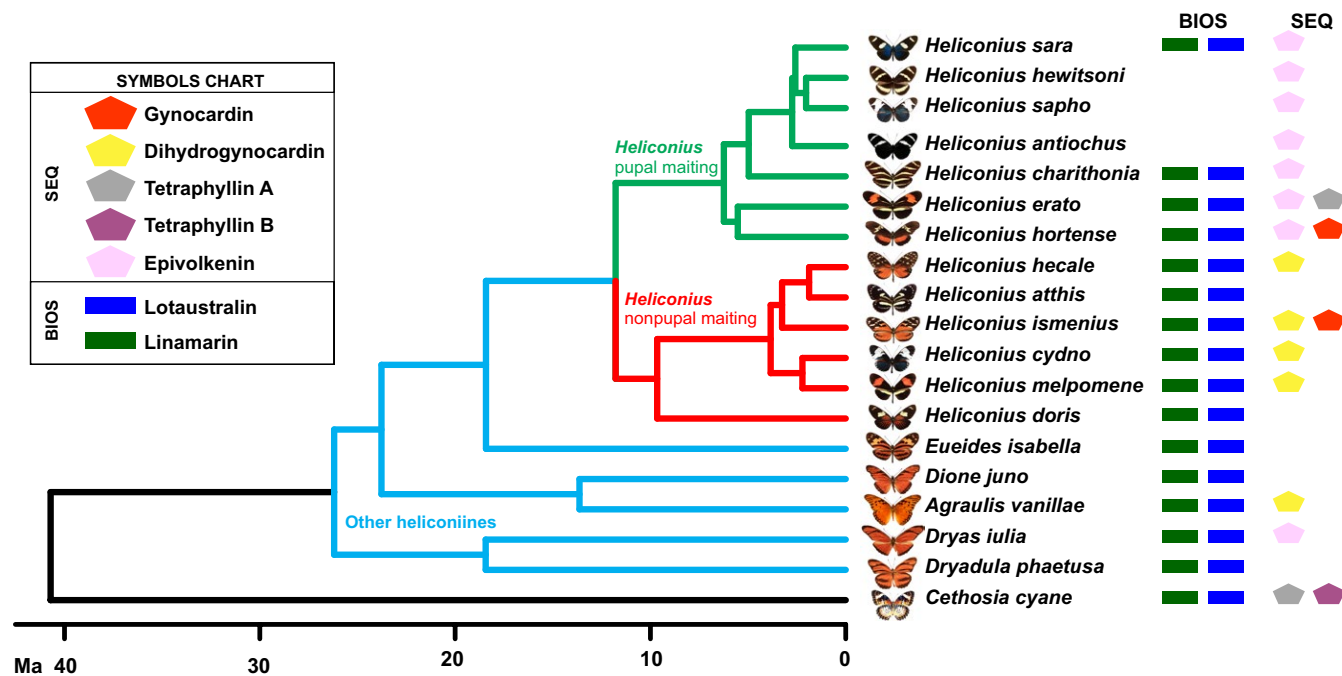 BIOS SEQ
SYMBOLS CHART
SEQ
Gynocardin
Dihydrogynocardin
Tetraphyllin A
Tetraphyllin B
Epivolkenin
BIOS
Lotaustralin
Linamarin
Heliconius
pupal maiting
Heliconius
nonpupal maiting
Other heliconiines
Heliconius sara
Heliconius hewitsoni
Heliconius sapho
Heliconius antiochus
Heliconius charithonia
Heliconius erato
Heliconius hortense
Heliconius hecale
Heliconius atthis
Heliconius ismenius
Heliconius cydno
Heliconius melpomene
Heliconius doris
Eueides isabella
Dione juno
Agraulis vanillae
Dryas iulia
Dryadula phaetusa
Cethosia cyane
Ma 40 30 20 10 0